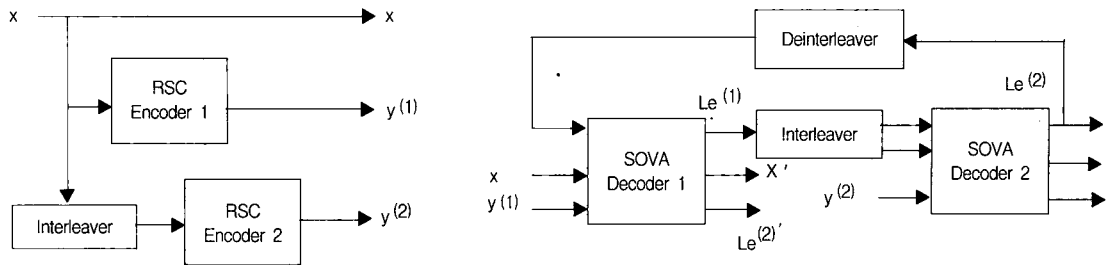 x
x
RSC
Encoder 1
y(1)
Interleaver
RSC
Encoder 2
y(2)
Deinterleaver
Le(1)
Le(2)
x
y(1)
SOVA
Decoder 1
Interleaver
X'
Le(2)'
y(2)
SOVA
Decoder 2